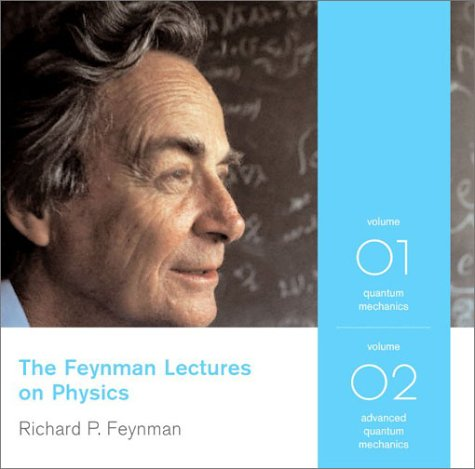 volume
01
quantum
mechanics
volume
02
advanced
quantum
mechanics
The Feynman Lectures
on Physics
Richard P. Feynman